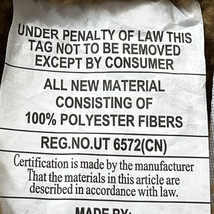 UNDER PENALTY OF LAW THIS
TAG NOT TO BE REMOVED
EXCEPT BY CONSUMER
ALL NEW MATERIAL
CONSISTING OF
100% POLYESTER FIBERS
REG.NO.UT 6572(CN)
Certification is made by the manufacturer
That the materials in this article are
described in accordance with law.
MADE BY: